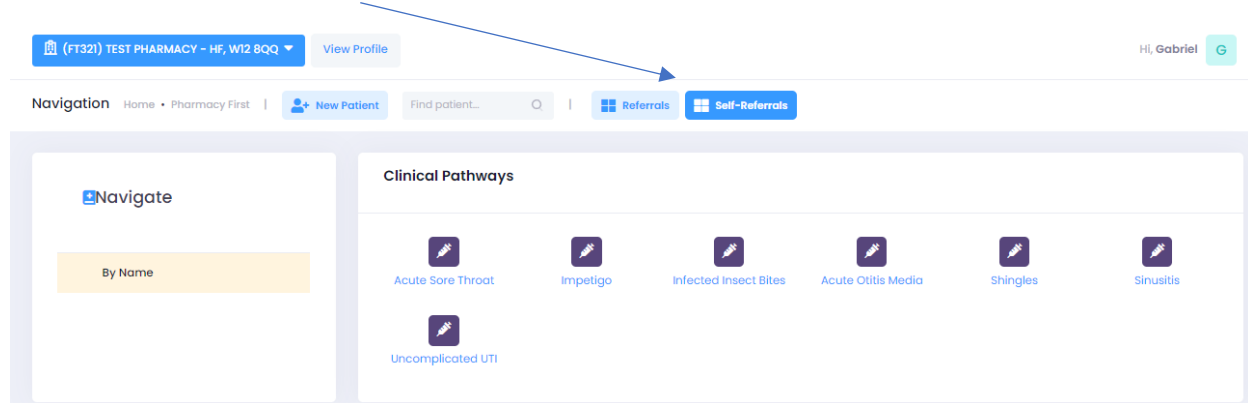 (FT321) TEST PHARMACY - HF, W12 8QQ View Profile Hi, Gabriel G
Navigation Home • Pharmacy First | New Patient Find patient... | Referrals Self-Referrals
Navigate
By Name
Clinical Pathways
Acute Sore Throat Impetigo Infected Insect Bites Acute Otitis Media Shingles Sinusitis
Uncomplicated UTI